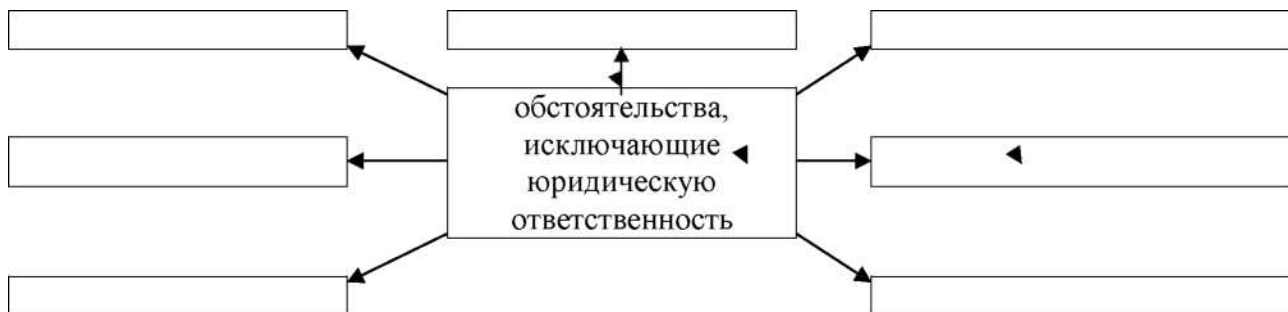 обстоятельства,
исключающие
юридическую
ответственность